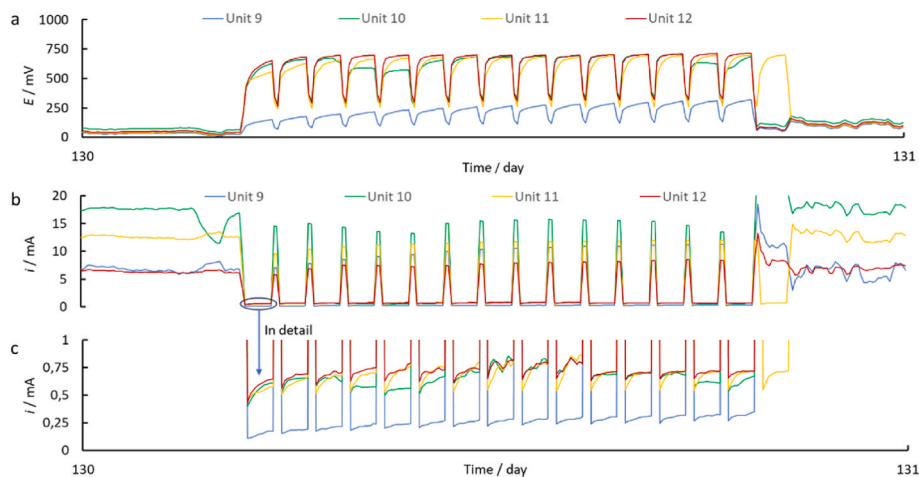 a
Unit 9 Unit 10 Unit 11 Unit 12
1000
750
500
250
0
E / mV
130 131
Time / day
b
Unit 9 Unit 10 Unit 11 Unit 12
20
15
10
5
0
i / mA
In detail
c
1
0,75
0,5
0,25
0
i / mA
130 131
Time / day